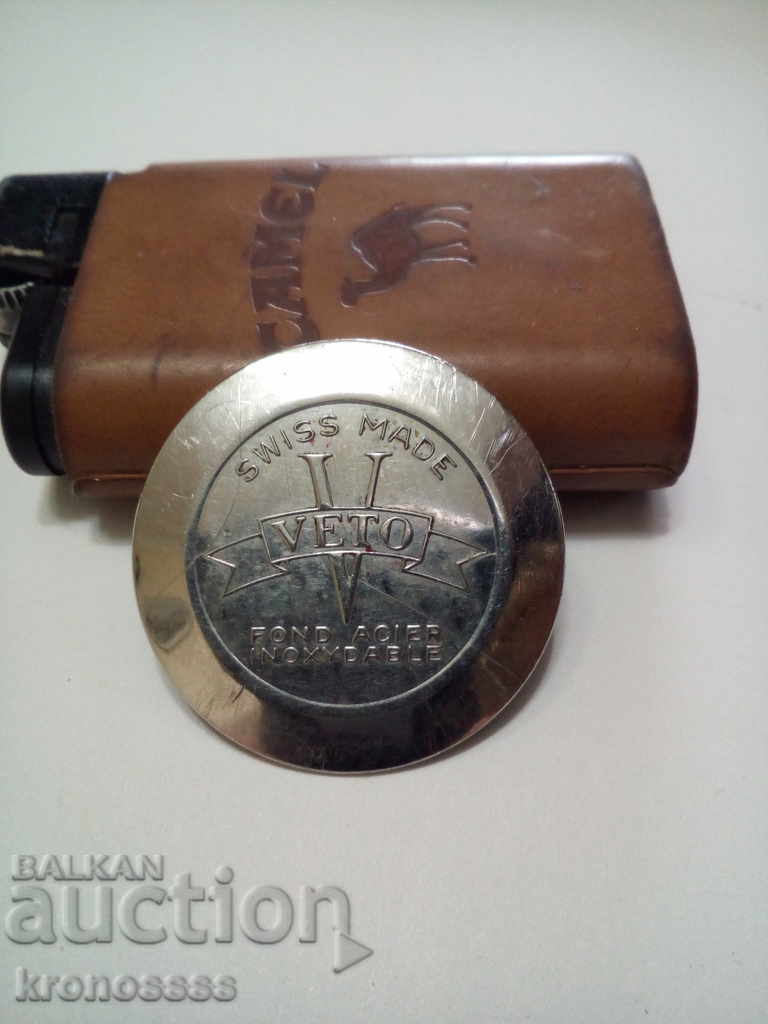 CAMEL
SWISS MADE
VETO
FOND ACIER
INOXYDABLE
BALKAN
auction
kronossss